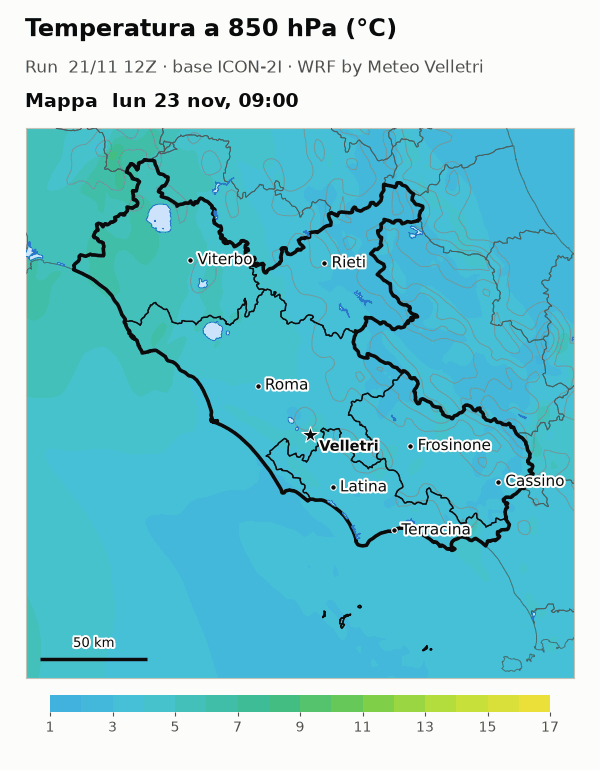 Temperatura a 850 hPa (°C)
Run  21/11 12Z · base ICON-2I · WRF by Meteo Velletri
Mappa  lun 23 nov, 09:00
Viterbo
Rieti
Roma
Velletri
Frosinone
Latina
Cassino
Terracina
50 km
1 3 5 7 9 11 13 15 17